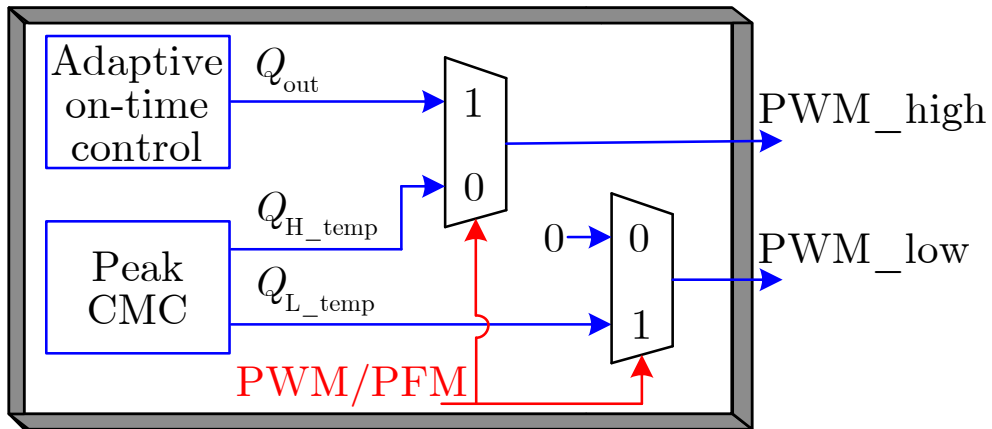 Adaptive
on-time
control
Q_out
1
0
PWM_high
Q_H_temp
Peak
CMC
Q_L_temp
0
0
1
PWM_low
PWM/PFM